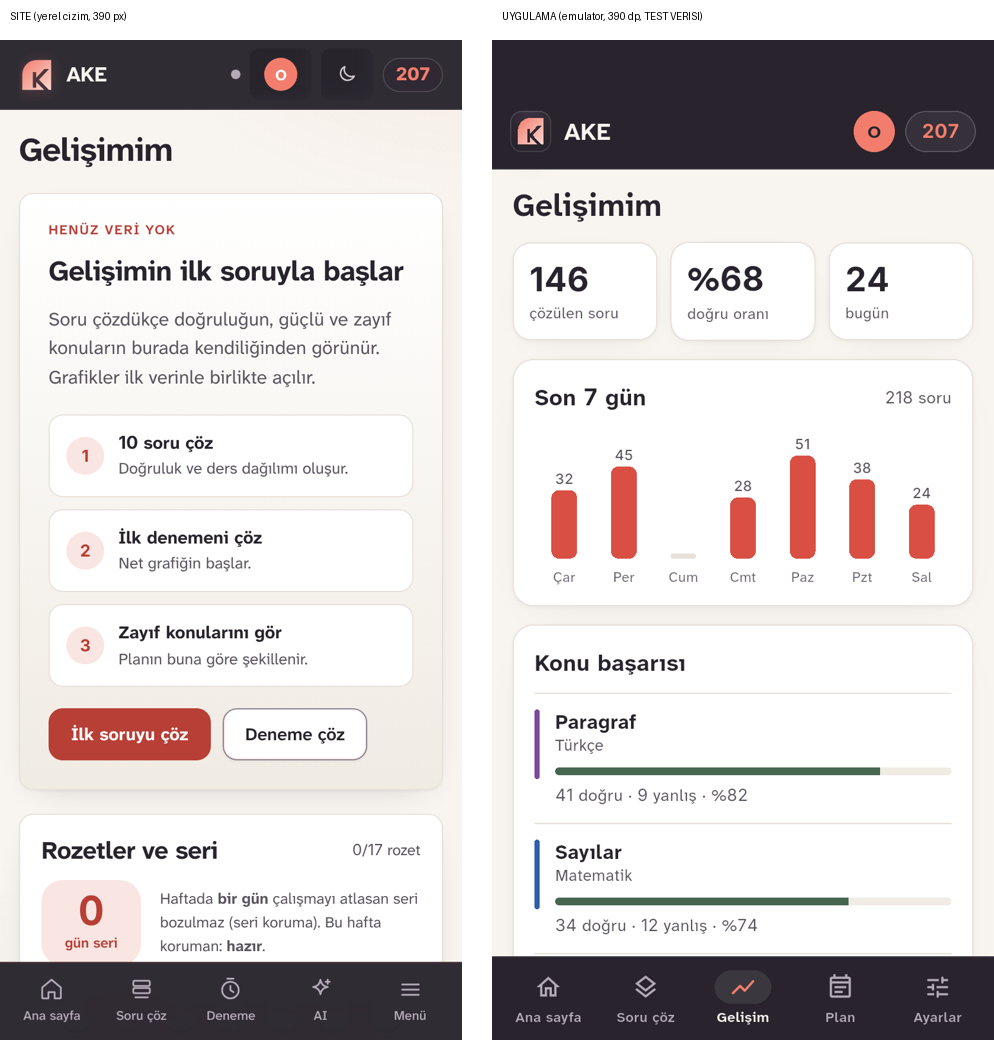 SITE (yerel cizim, 390 px)
AKE
O
207
Gelişimim
HENÜZ VERİ YOK
Gelişimin ilk soruyla başlar
Soru çözdükçe doğruluğun, güçlü ve zayıf
konuların burada kendiliğinden görünür.
Grafikler ilk verinle birlikte açılır.
1
10 soru çöz
Doğruluk ve ders dağılımı oluşur.
2
İlk denemeni çöz
Net grafiğin başlar.
3
Zayıf konularını gör
Planın buna göre şekillenir.
İlk soruyu çöz
Deneme çöz
Rozetler ve seri
0/17 rozet
0
gün seri
Haftada bir gün çalışmayı atlasan seri
bozulmaz (seri koruma). Bu hafta
koruman: hazır.
Ana sayfa
Soru çöz
Deneme
AI
Menü
UYGULAMA (emulator, 390 dp, TEST VERISI)
AKE
O
207
Gelişimim
146
çözülen soru
%68
doğru oranı
24
bugün
Son 7 gün
218 soru
32
45
28
51
38
24
Çar
Per
Cum
Cmt
Paz
Pzt
Sal
Konu başarısı
Paragraf
Türkçe
41 doğru · 9 yanlış · %82
Sayılar
Matematik
34 doğru · 12 yanlış · %74
Ana sayfa
Soru çöz
Gelişim
Plan
Ayarlar